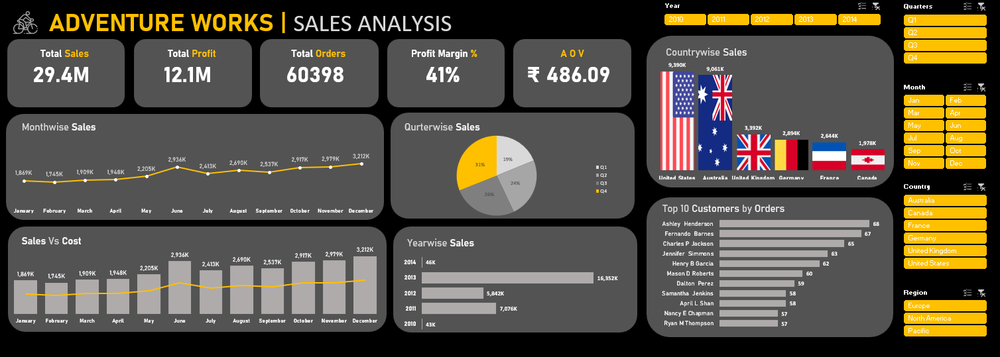 ADVENTURE WORKS | SALES ANALYSIS
Total Sales
29.4M
Total Profit
12.1M
Total Orders
60398
Profit Margin %
41%
A O V
₹ 486.09
Monthwise Sales
1,869K 1,745K 1,909K 1,948K 2,205K 2,936K 2,413K 2,690K 2,537K 2,917K 2,979K 3,212K
January February March April May June July August September October November December
Qurterwise Sales
19%
24%
26%
31%
Q1
Q2
Q3
Q4
Sales Vs Cost
1,869K 1,745K 1,909K 1,948K 2,205K 2,936K 2,413K 2,690K 2,537K 2,917K 2,979K 3,212K
January February March April May June July August September October November December
Yearwise Sales
2014 46K
2013 16,352K
2012 5,842K
2011 7,076K
2010 43K
Year
2010 2011 2012 2013 2014
Countrywise Sales
9,390K 9,061K 3,392K 2,894K 2,644K 1,978K
United States Australia United Kingdom Germany France Canada
Top 10 Customers by Orders
Ashley Henderson 68
Fernando Barnes 67
Charles P Jackson 65
Jennifer Simmons 63
Henry B Garcia 62
Mason D Roberts 60
Dalton Perez 59
Samantha Jenkins 58
April L Shan 58
Nancy E Chapman 57
Ryan M Thompson 57
Quarters
Q1
Q2
Q3
Q4
Month
Jan Feb
Mar Apr
May Jun
Jul Aug
Sep Oct
Nov Dec
Country
Australia
Canada
France
Germany
United Kingdom
United States
Region
Europe
North America
Pacific